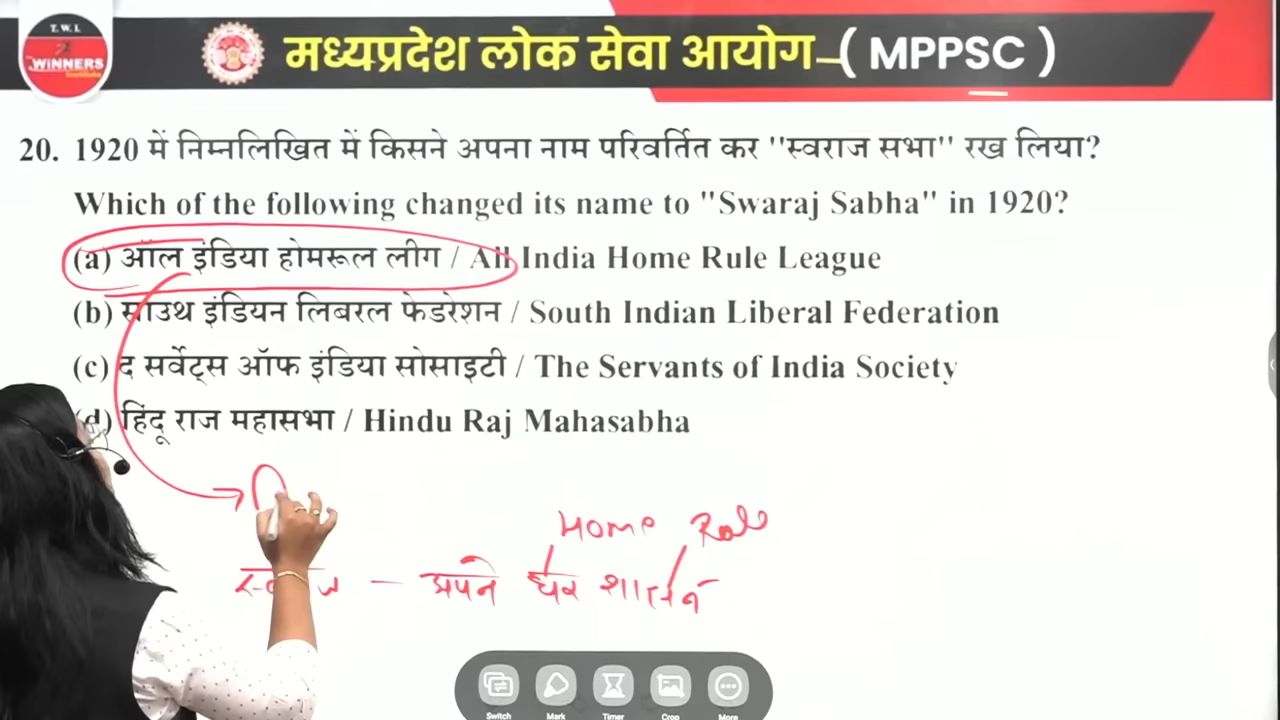 T.W.I.
WINNERS
Institute
मध्यप्रदेश लोक सेवा आयोग–( MPPSC )
20. 1920 में निम्नलिखित में किसने अपना नाम परिवर्तित कर "स्वराज सभा" रख लिया?
Which of the following changed its name to "Swaraj Sabha" in 1920?
(a) ऑल इंडिया होमरूल लीग / All India Home Rule League
(b) साउथ इंडियन लिबरल फेडरेशन / South Indian Liberal Federation
(c) द सर्वेट्स ऑफ इंडिया सोसाइटी / The Servants of India Society
(d) हिंदू राज महासभा / Hindu Raj Mahasabha
Home Rule
– अपने घर शासन
Switch Mark Timer Crop More